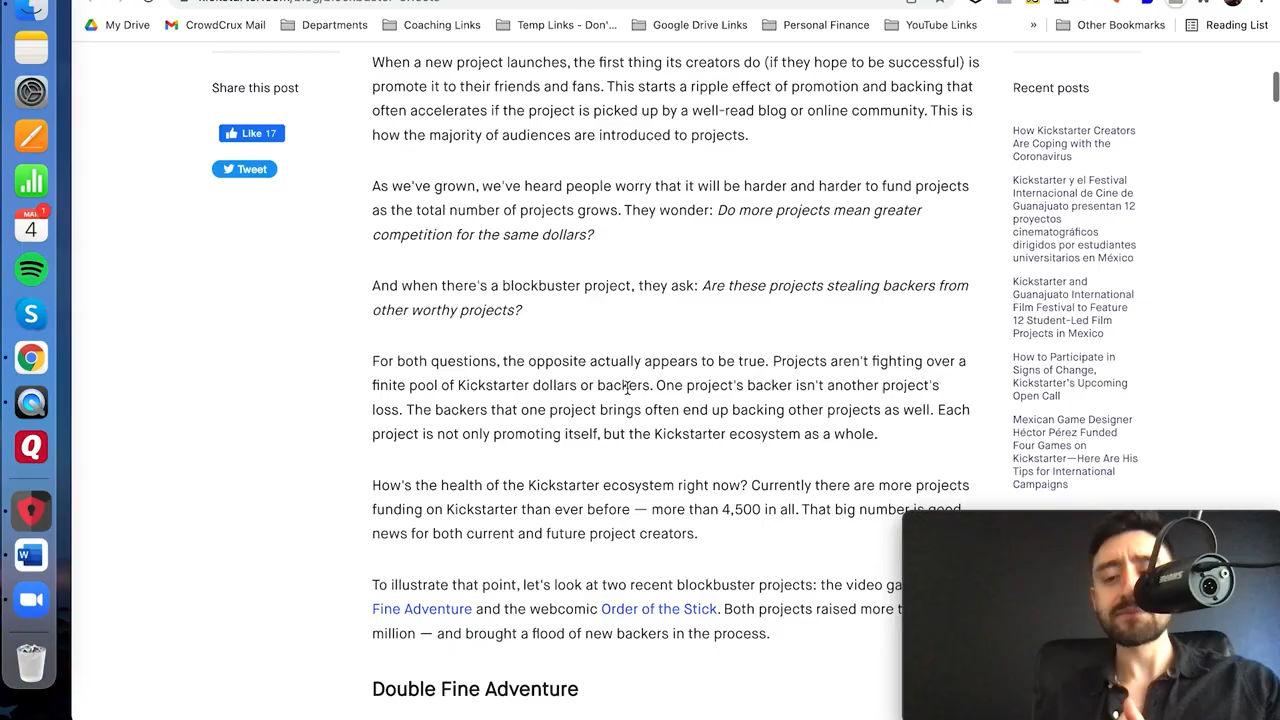 My Drive
CrowdCrux Mail
Departments
Coaching Links
Temp Links - Don'...
Google Drive Links
Personal Finance
YouTube Links
»
Other Bookmarks
Reading List
Share this post
Like 17
Tweet
When a new project launches, the first thing its creators do (if they hope to be successful) is
promote it to their friends and fans. This starts a ripple effect of promotion and backing that
often accelerates if the project is picked up by a well-read blog or online community. This is
how the majority of audiences are introduced to projects.
As we've grown, we've heard people worry that it will be harder and harder to fund projects
as the total number of projects grows. They wonder: Do more projects mean greater
competition for the same dollars?
And when there's a blockbuster project, they ask: Are these projects stealing backers from
other worthy projects?
For both questions, the opposite actually appears to be true. Projects aren't fighting over a
finite pool of Kickstarter dollars or backers. One project's backer isn't another project's
loss. The backers that one project brings often end up backing other projects as well. Each
project is not only promoting itself, but the Kickstarter ecosystem as a whole.
How's the health of the Kickstarter ecosystem right now? Currently there are more projects
funding on Kickstarter than ever before — more than 4,500 in all. That big number is good
news for both current and future project creators.
To illustrate that point, let's look at two recent blockbuster projects: the video
Fine Adventure and the webcomic Order of the Stick. Both projects raised more
million — and brought a flood of new backers in the process.
Double Fine Adventure
Recent posts
How Kickstarter Creators
Are Coping with the
Coronavirus
Kickstarter y el Festival
Internacional de Cine de
Guanajuato presentan 12
proyectos
cinematográficos
dirigidos por estudiantes
universitarios en México
Kickstarter and
Guanajuato International
Film Festival to Feature
12 Student-Led Film
Projects in Mexico
How to Participate in
Signs of Change,
Kickstarter's Upcoming
Open Call
Mexican Game Designer
Héctor Pérez Funded
Four Games on
Kickstarter—Here Are His
Tips for International
Campaigns
1
4